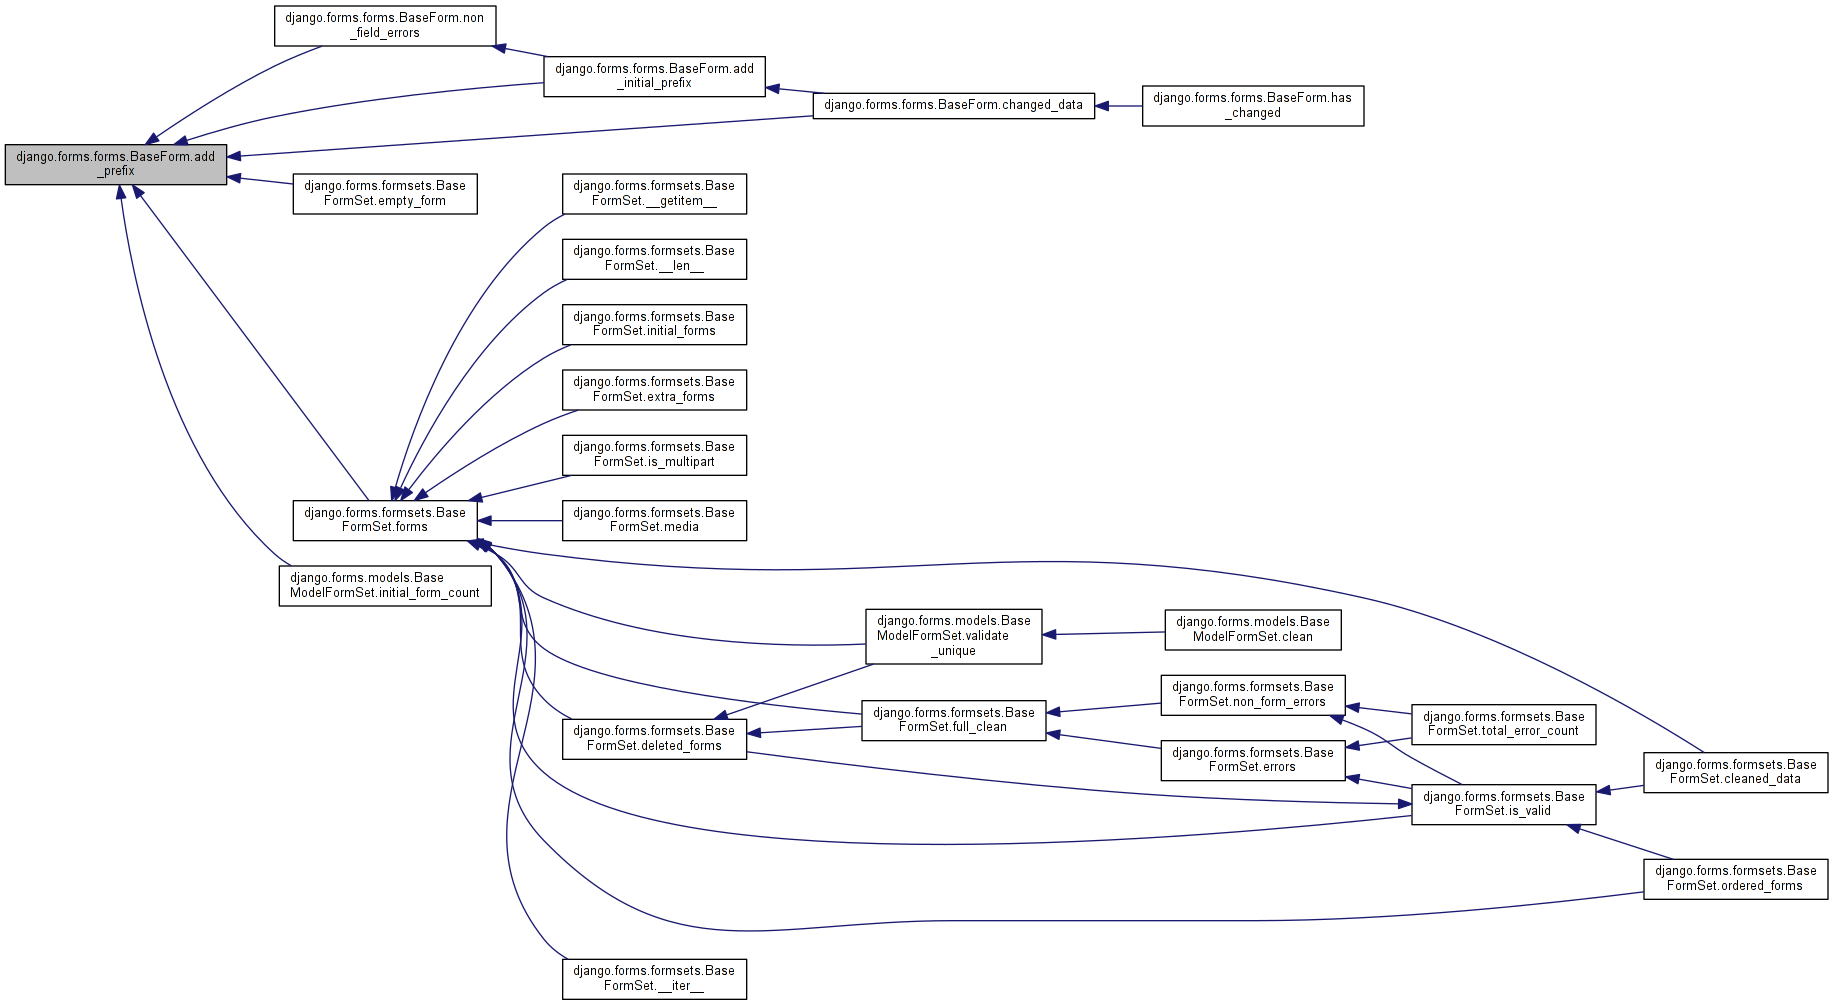 django.forms.forms.BaseForm.non
_field_errors
django.forms.forms.BaseForm.add
_initial_prefix
django.forms.forms.BaseForm.changed_data
django.forms.forms.BaseForm.has
_changed
django.forms.forms.BaseForm.add
_prefix
django.forms.formsets.Base
FormSet.empty_form
django.forms.formsets.Base
FormSet.__getitem__
django.forms.formsets.Base
FormSet.__len__
django.forms.formsets.Base
FormSet.initial_forms
django.forms.formsets.Base
FormSet.extra_forms
django.forms.formsets.Base
FormSet.is_multipart
django.forms.formsets.Base
FormSet.forms
django.forms.formsets.Base
FormSet.media
django.forms.models.Base
ModelFormSet.initial_form_count
django.forms.models.Base
ModelFormSet.validate
_unique
django.forms.models.Base
ModelFormSet.clean
django.forms.formsets.Base
FormSet.non_form_errors
django.forms.formsets.Base
FormSet.full_clean
django.forms.formsets.Base
FormSet.total_error_count
django.forms.formsets.Base
FormSet.deleted_forms
django.forms.formsets.Base
FormSet.errors
django.forms.formsets.Base
FormSet.cleaned_data
django.forms.formsets.Base
FormSet.is_valid
django.forms.formsets.Base
FormSet.ordered_forms
django.forms.formsets.Base
FormSet.__iter__